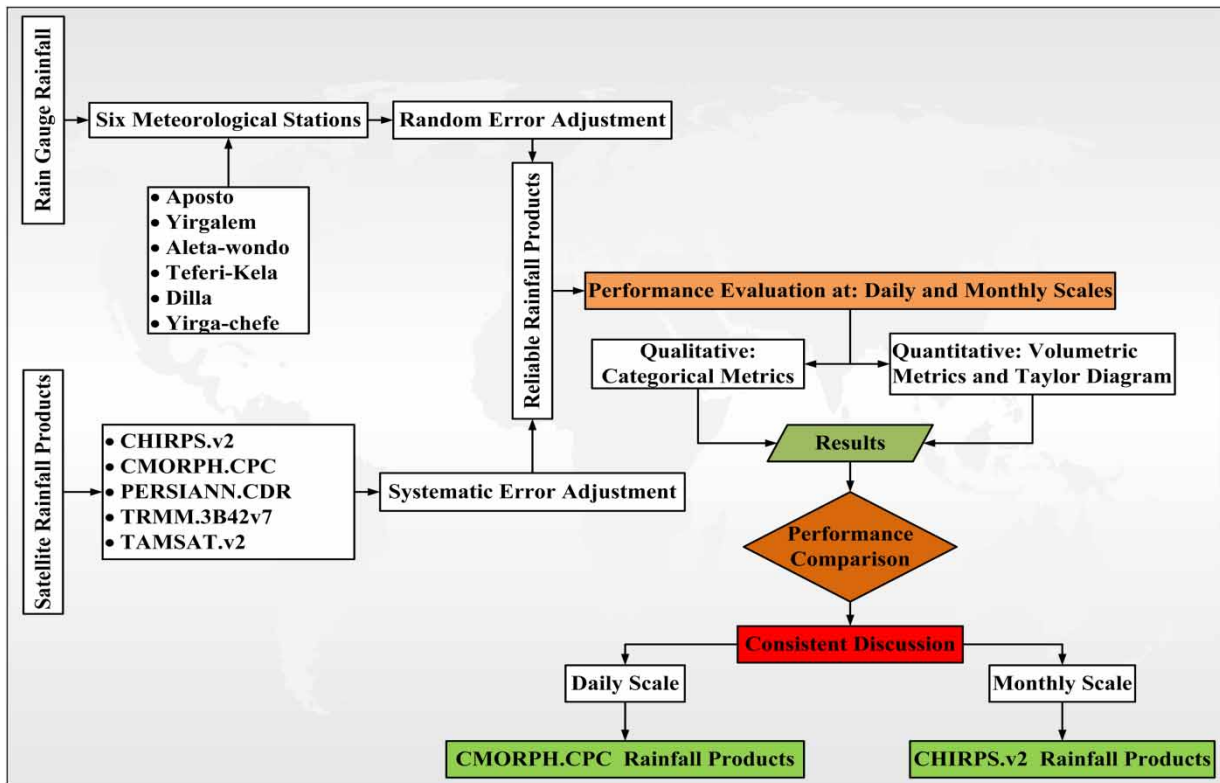 Rain Gauge Rainfall
Six Meteorological Stations
Random Error Adjustment
• Aposto
• Yirgalem
• Aleta-wondo
• Teferi-Kela
• Dilla
• Yirga-chefe
Reliable Rainfall Products
Satellite Rainfall Products
• CHIRPS.v2
• CMORPH.CPC
• PERSIANN.CDR
• TRMM.3B42v7
• TAMSAT.v2
Systematic Error Adjustment
Performance Evaluation at: Daily and Monthly Scales
Qualitative:
Categorical Metrics
Quantitative: Volumetric
Metrics and Taylor Diagram
Results
Performance
Comparison
Consistent Discussion
Daily Scale
Monthly Scale
CMORPH.CPC Rainfall Products
CHIRPS.v2 Rainfall Products